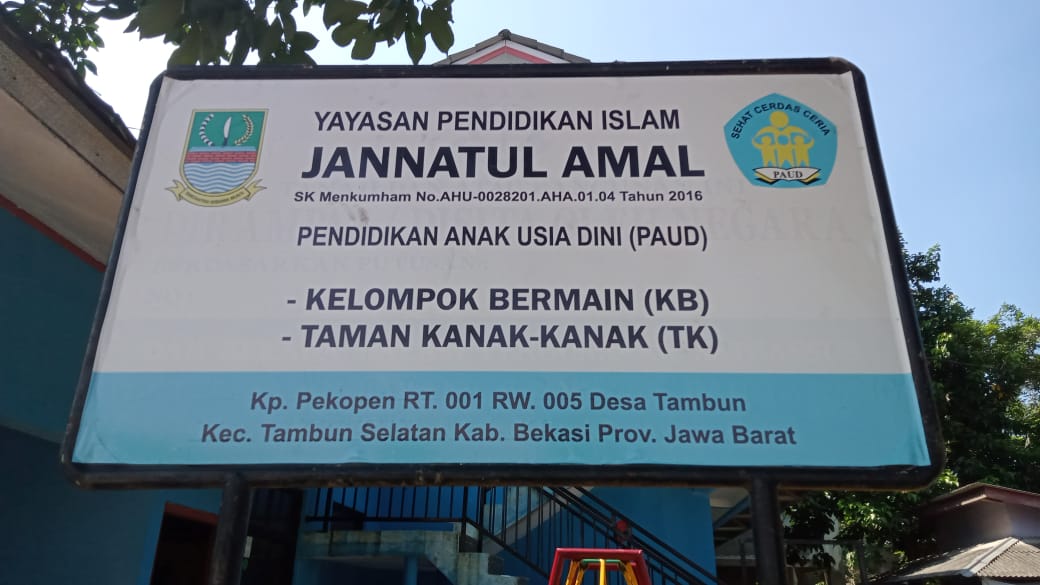 YAYASAN PENDIDIKAN ISLAM
JANNATUL AMAL
SK Menkumham No.AHU-0028201.AHA.01.04 Tahun 2016
PENDIDIKAN ANAK USIA DINI (PAUD)
- KELOMPOK BERMAIN (KB)
- TAMAN KANAK-KANAK (TK)
Kp. Pekopen RT. 001 RW. 005 Desa Tambun
Kec. Tambun Selatan Kab. Bekasi Prov. Jawa Barat
SEHAT CERDAS CERIA
PAUD